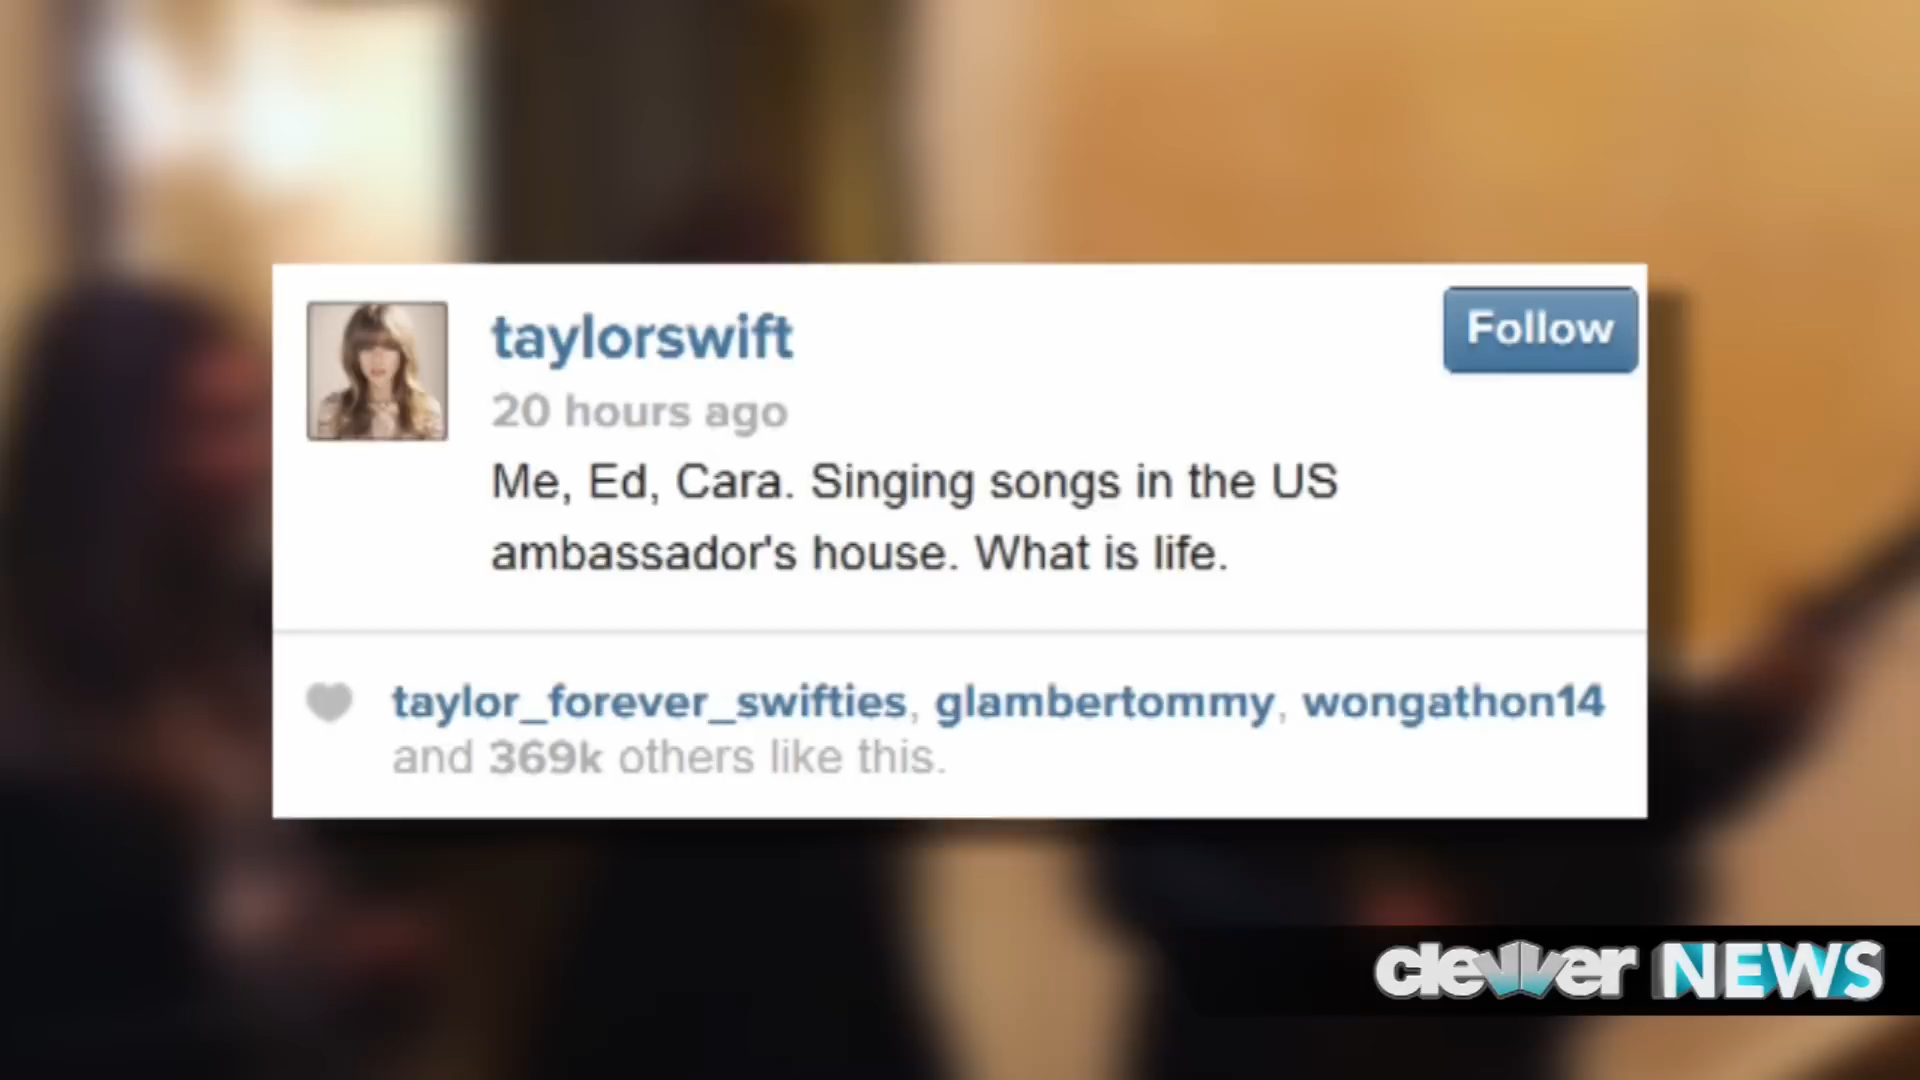 taylorswift
Follow
20 hours ago
Me, Ed, Cara. Singing songs in the US
ambassador's house. What is life.
taylor_forever_swifties, glambertommy, wongathon14
and 369k others like this.
clevver NEWS